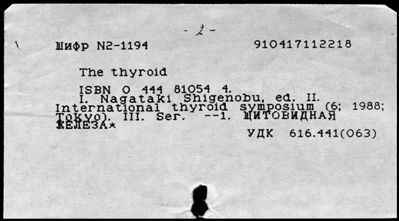 - 2 -
Шифр N2-1194 910417112218
The thyroid
ISBN 0 444 81054 4.
I. Nagataki Shigenobu, ed. II.
International thyroid symposium (6; 1988;
Tokyo). III. Ser. --1. ЩИТОВИДНАЯ
ЖЕЛЕЗА*
УДК 616.441(063)